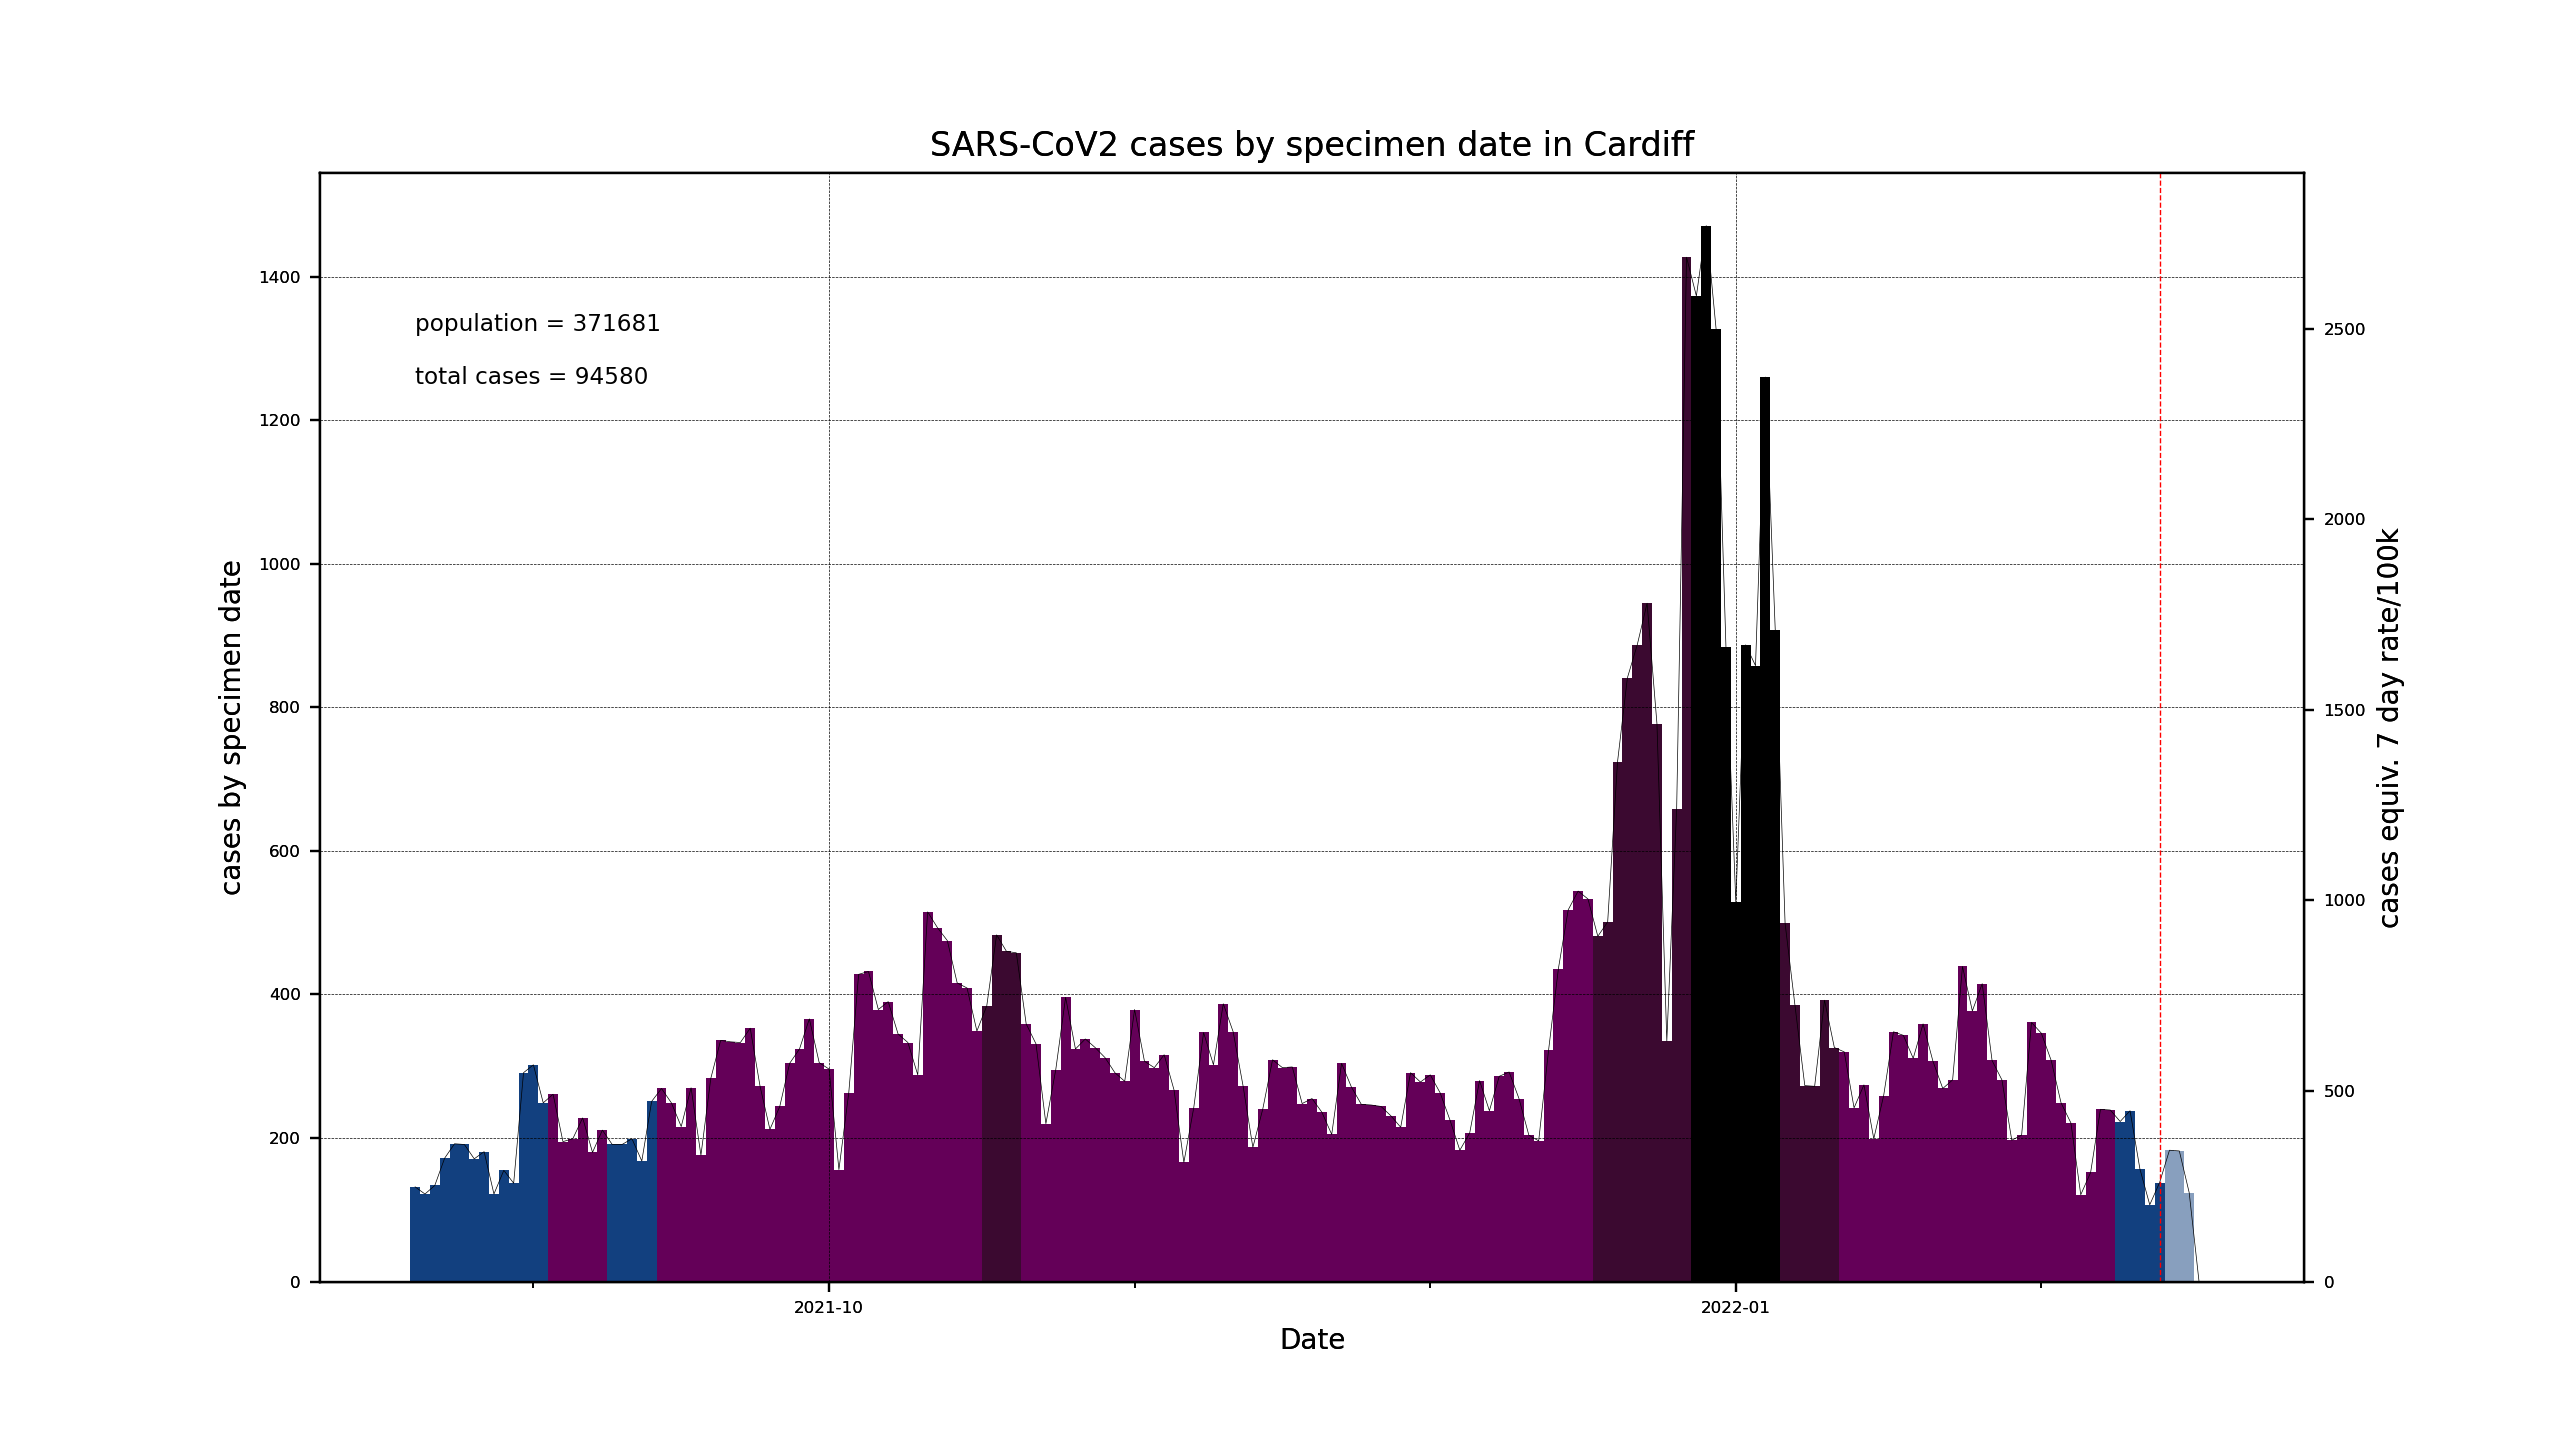 SARS-CoV2 cases by specimen date in Cardiff
population = 371681
total cases = 94580
cases by specimen date
1400
1200
1000
800
600
400
200
0
2500
2000
1500
1000
500
0
cases equiv. 7 day rate/100k
2021-10
2022-01
Date